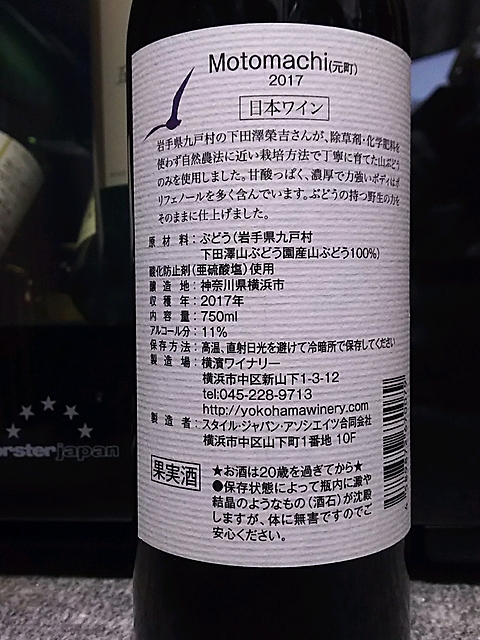 Motomachi(元町)
2017
日本ワイン
岩手県九戸村の下田澤榮吉さんが、除草剤・化学肥料を
使わず自然農法に近い栽培方法で丁寧に育てた山ぶどう
のみを使用しました。甘酸っぱく、濃厚で力強いボディはポ
リフェノールを多く含んでいます。ぶどうの持つ野生の力を
そのままに仕上げました。
原材料:ぶどう(岩手県九戸村
下田澤山ぶどう園産山ぶどう100%)
酸化防止剤(亜硫酸塩)使用
醸造地:神奈川県横浜市
収穫年:2017年
内容量:750ml
アルコール分:11%
保存方法:高温、直射日光を避けて冷暗所で保存してください
製造場:横濱ワイナリー
横浜市中区新山下1-3-12
tel:045-228-9713
http://yokohamawinery.com
製造者:スタイル・ジャパン・アソシエイツ合同会社
横浜市中区山下町1番地 10F
果実酒
★お酒は20歳を過ぎてから★
●保存状態によって瓶内に澱や
結晶のようなもの(酒石)が沈殿
しますが、体に無害ですのでご
安心ください。
orsterjapan